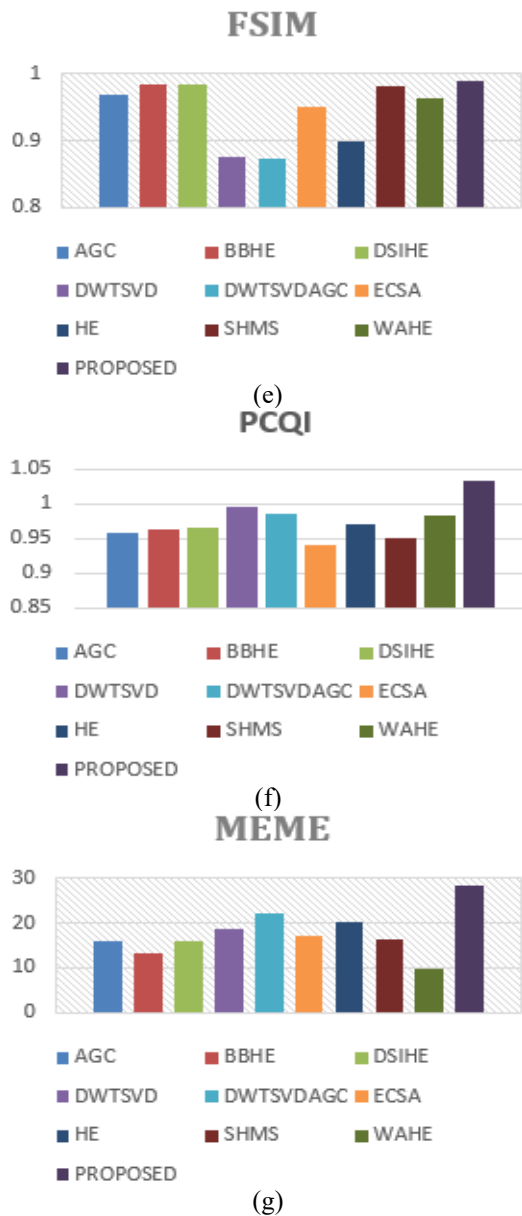 FSIM
1
0.9
0.8
AGC BBHE DSIHE
DWTSVD DWTSVDAGC ECSA
HE SHMS WAHE
PROPOSED
(e)
PCQI
1.05
1
0.95
0.9
0.85
AGC BBHE DSIHE
DWTSVD DWTSVDAGC ECSA
HE SHMS WAHE
PROPOSED
(f)
MEME
30
20
10
0
AGC BBHE DSIHE
DWTSVD DWTSVDAGC ECSA
HE SHMS WAHE
PROPOSED
(g)